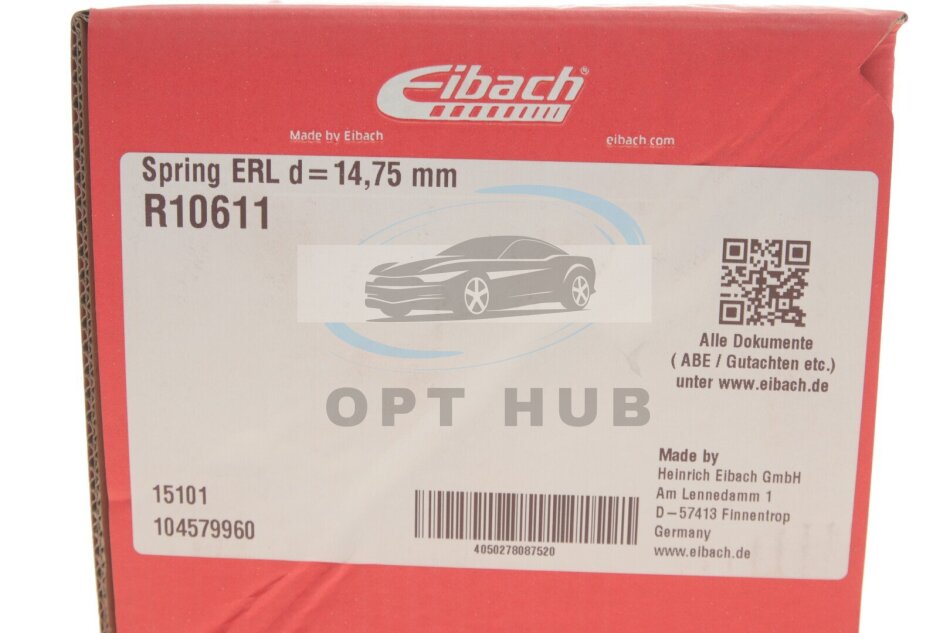 Eibach
Made by Eibach
eibach.com
Spring ERL d=14,75 mm
R10611
Alle Dokumente
( ABE / Gutachten etc.)
unter www.eibach.de
OPT HUB
Made by
Heinrich Eibach GmbH
Am Lennedamm 1
D-57413 Finnentrop
Germany
www.eibach.de
15101
104579960
4050278087520